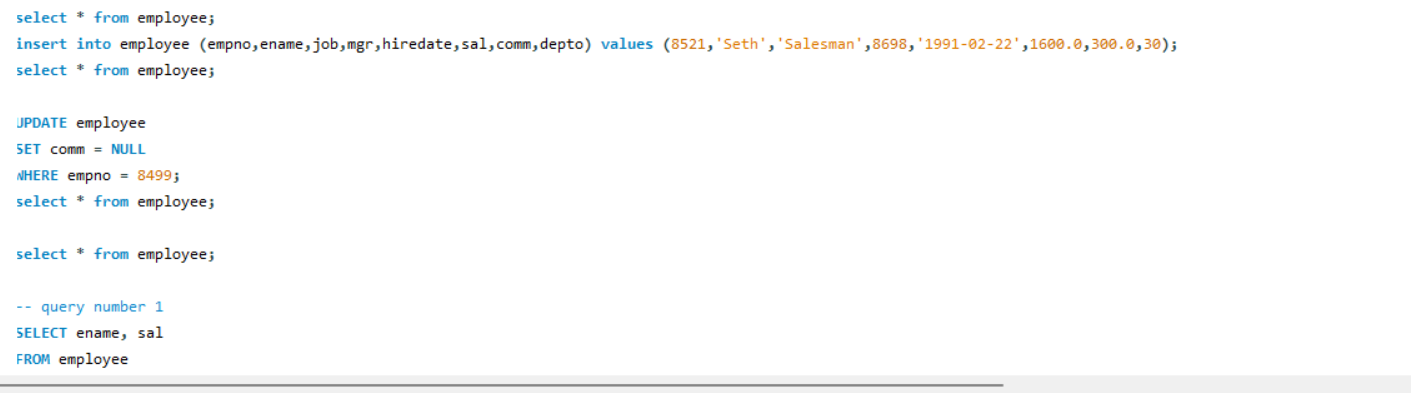 select * from employee;
insert into employee (empno,ename,job,mgr,hiredate,sal,comm,depto) values (8521,'Seth','Salesman',8698,'1991-02-22',1600.0,300.0,30);
select * from employee;
UPDATE employee
SET comm = NULL
WHERE empno = 8499;
select * from employee;
select * from employee;
-- query number 1
SELECT ename, sal
FROM employee